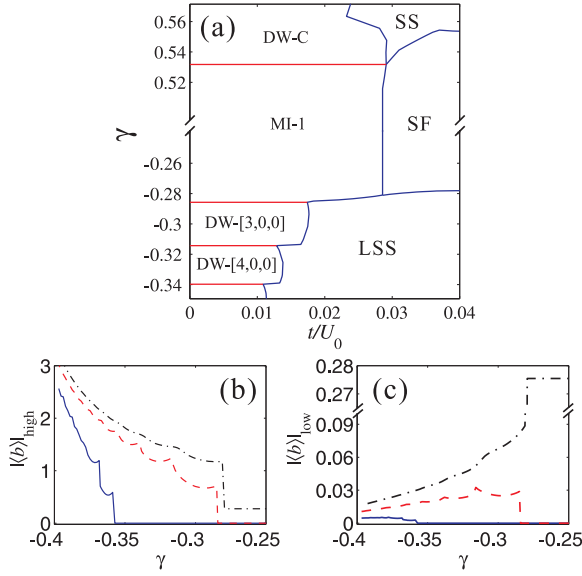 (a)
SS
0.56
DW-C
0.54
0.52
MI-1
SF
γ
-0.26
-0.28
-0.3
DW-[3,0,0]
LSS
-0.32
DW-[4,0,0]
-0.34
0 0.01 0.02 0.03 0.04
t/U0
(b)
3
2
1
0
|⟨b⟩|high
-0.4 -0.35 -0.3 -0.25
γ
(c)
0.28
0.27
0.09
0.06
0.03
0
|⟨b⟩|low
-0.4 -0.35 -0.3 -0.25
γ